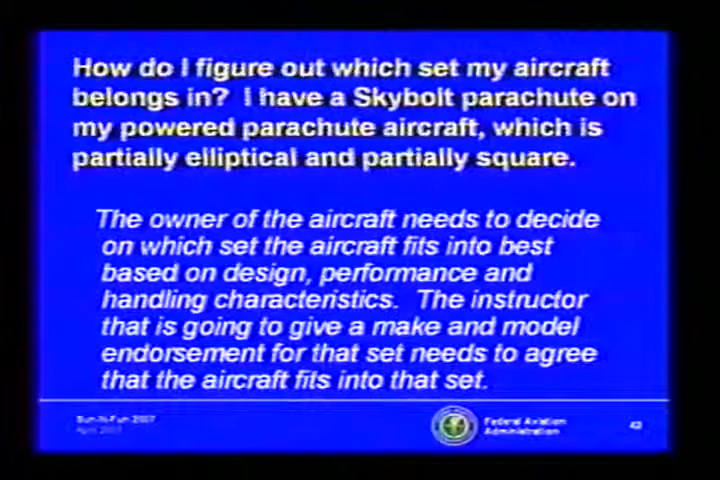 How do I figure out which set my aircraft
belongs in? I have a Skybolt parachute on
my powered parachute aircraft, which is
partially elliptical and partially square.
The owner of the aircraft needs to decide
on which set the aircraft fits into best
based on design, performance and
handling characteristics. The instructor
that is going to give a make and model
endorsement for that set needs to agree
that the aircraft fits into that set.
Sun-N-Fun 2007
April 2007
Federal Aviation
Administration